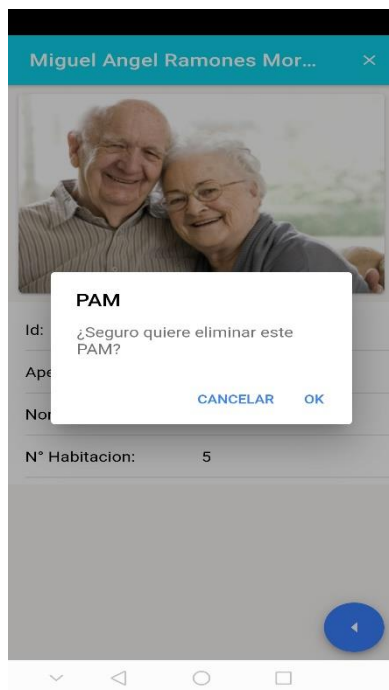 Miguel Angel Ramones Mor...
PAM
¿Seguro quiere eliminar este
PAM?
CANCELAR OK
Id:
Ape
Nor
N° Habitacion: 5